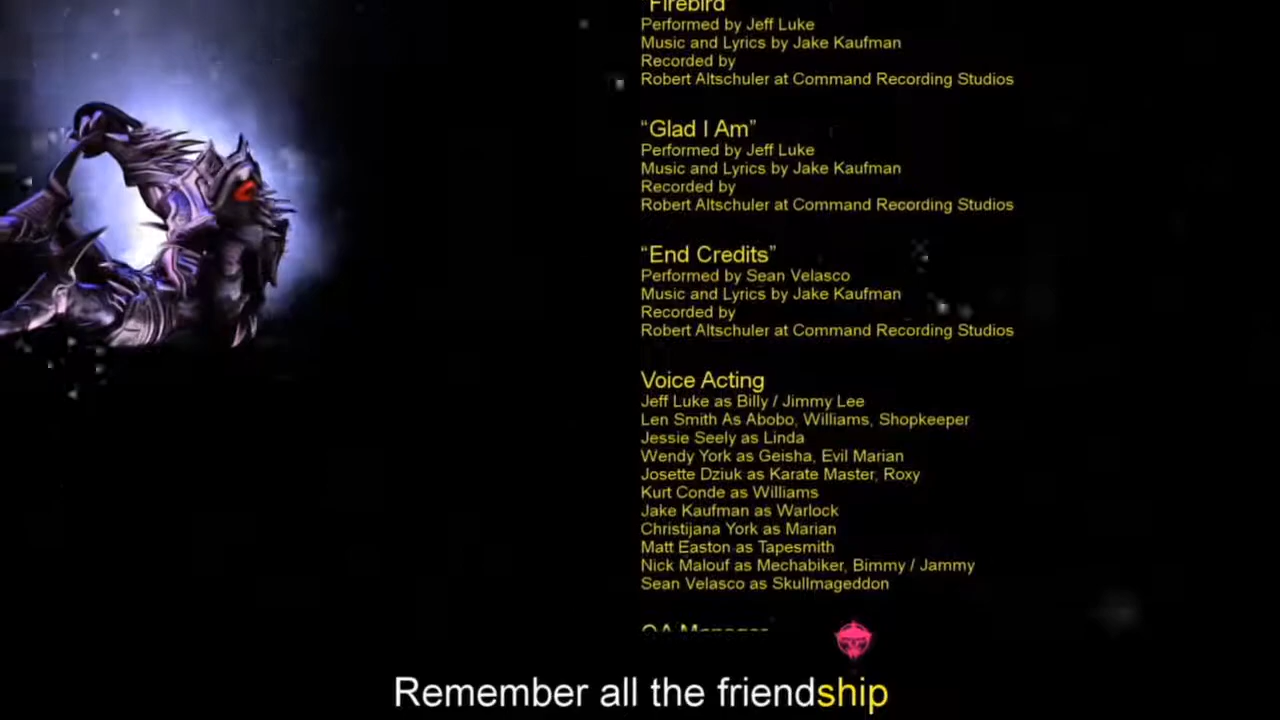 "Firebird"
Performed by Jeff Luke
Music and Lyrics by Jake Kaufman
Recorded by
Robert Altschuler at Command Recording Studios
“Glad I Am”
Performed by Jeff Luke
Music and Lyrics by Jake Kaufman
Recorded by
Robert Altschuler at Command Recording Studios
“End Credits”
Performed by Sean Velasco
Music and Lyrics by Jake Kaufman
Recorded by
Robert Altschuler at Command Recording Studios
Voice Acting
Jeff Luke as Billy / Jimmy Lee
Len Smith As Abobo, Williams, Shopkeeper
Jessie Seely as Linda
Wendy York as Geisha, Evil Marian
Josette Dziuk as Karate Master, Roxy
Kurt Conde as Williams
Jake Kaufman as Warlock
Christijana York as Marian
Matt Easton as Tapesmith
Nick Malouf as Mechabiker, Bimmy / Jammy
Sean Velasco as Skullmageddon
QA Manager
Remember all the friendship